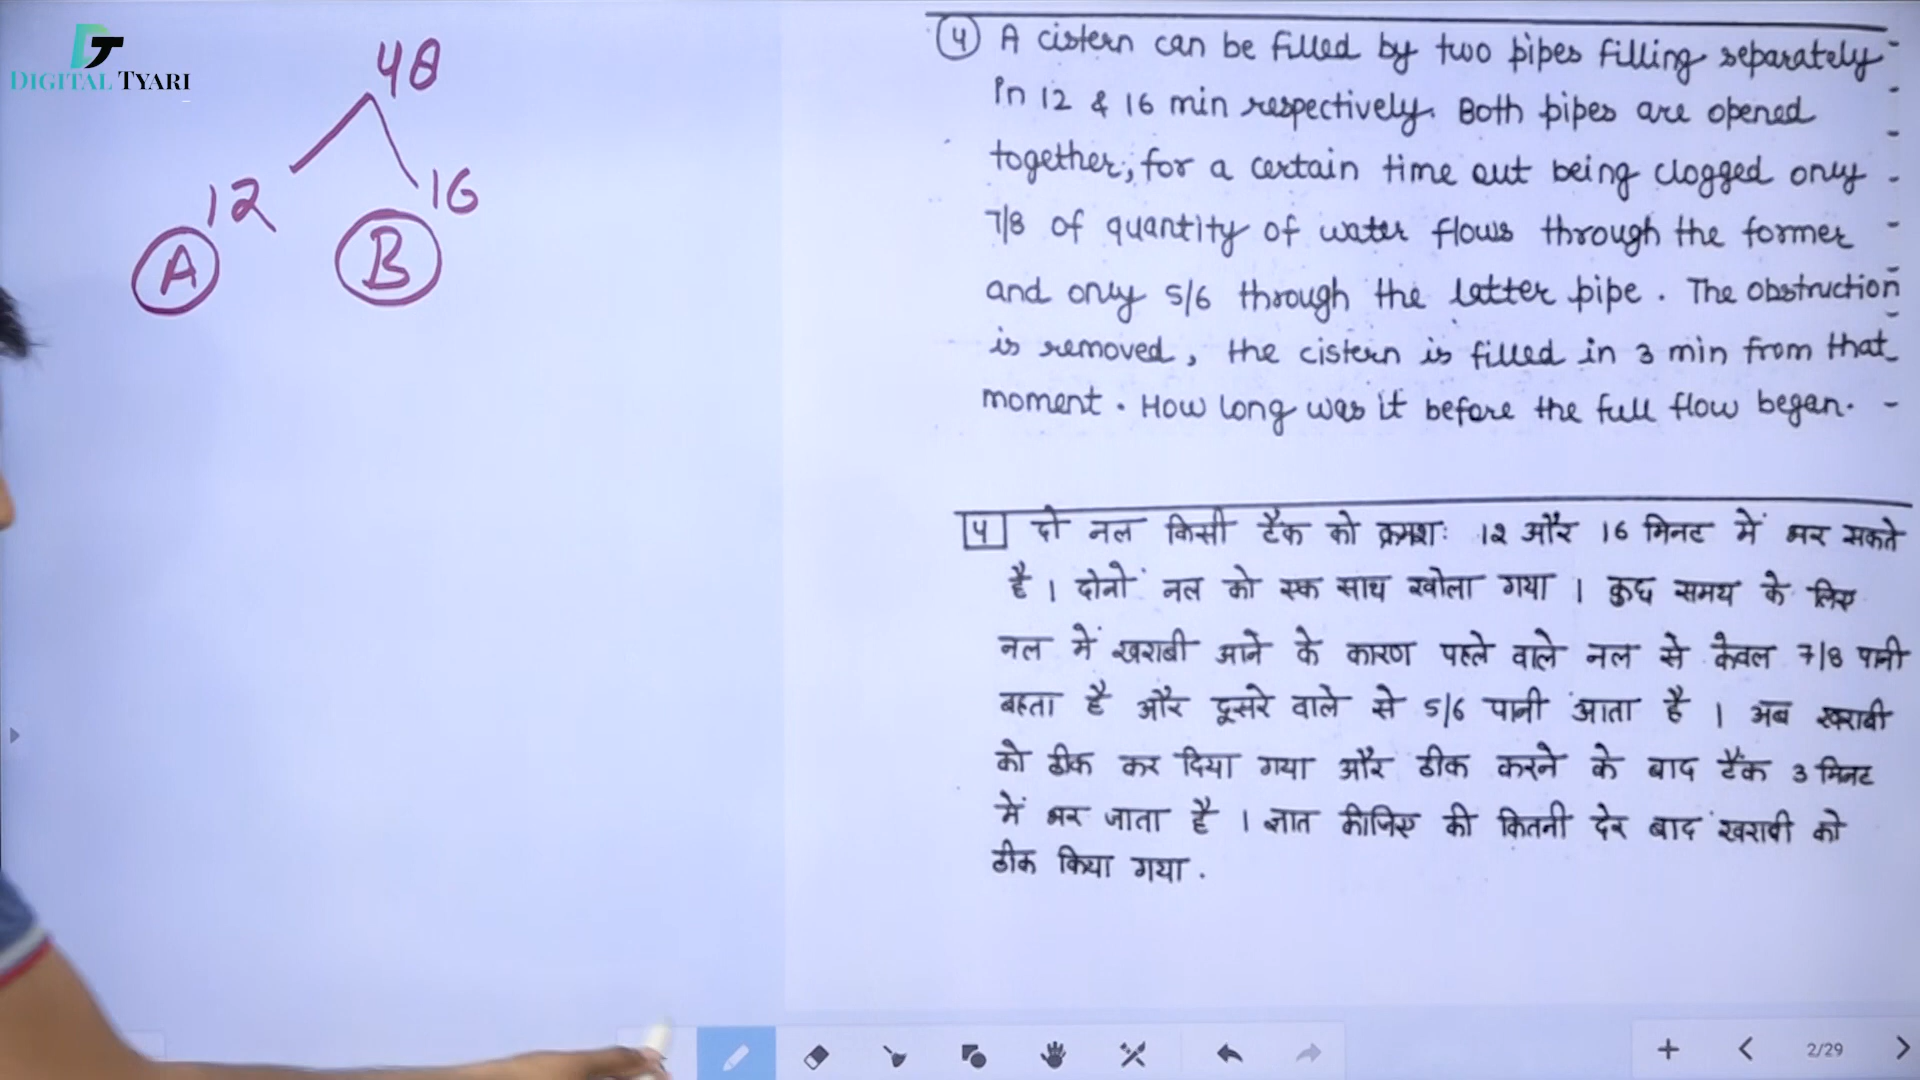 DT
DIGITAL TYARI
48
12 16
A B
④ A cistern can be filled by two pipes filling separately
in 12 & 16 min respectively. Both pipes are opened
together, for a certain time out being clogged only
7/8 of quantity of water flows through the former
and only 5/6 through the letter pipe. The obstruction
is removed, the cistern is filled in 3 min from that
moment. How long was it before the full flow began.
4 दो नल किसी टैंक को क्रमशः 12 और 16 मिनट में भर सकते
है। दोनों नल को एक साथ खोला गया। कुछ समय के लिए
नल में खराबी आने के कारण पहले वाले नल से केवल 7/8 पानी
बहता है और दूसरे वाले से 5/6 पानी आता है। अब खराबी
को ठीक कर दिया गया और ठीक करने के बाद टैंक 3 मिनट
में भर जाता है। ज्ञात कीजिए की कितनी देर बाद खराबी को
ठीक किया गया.
2/29